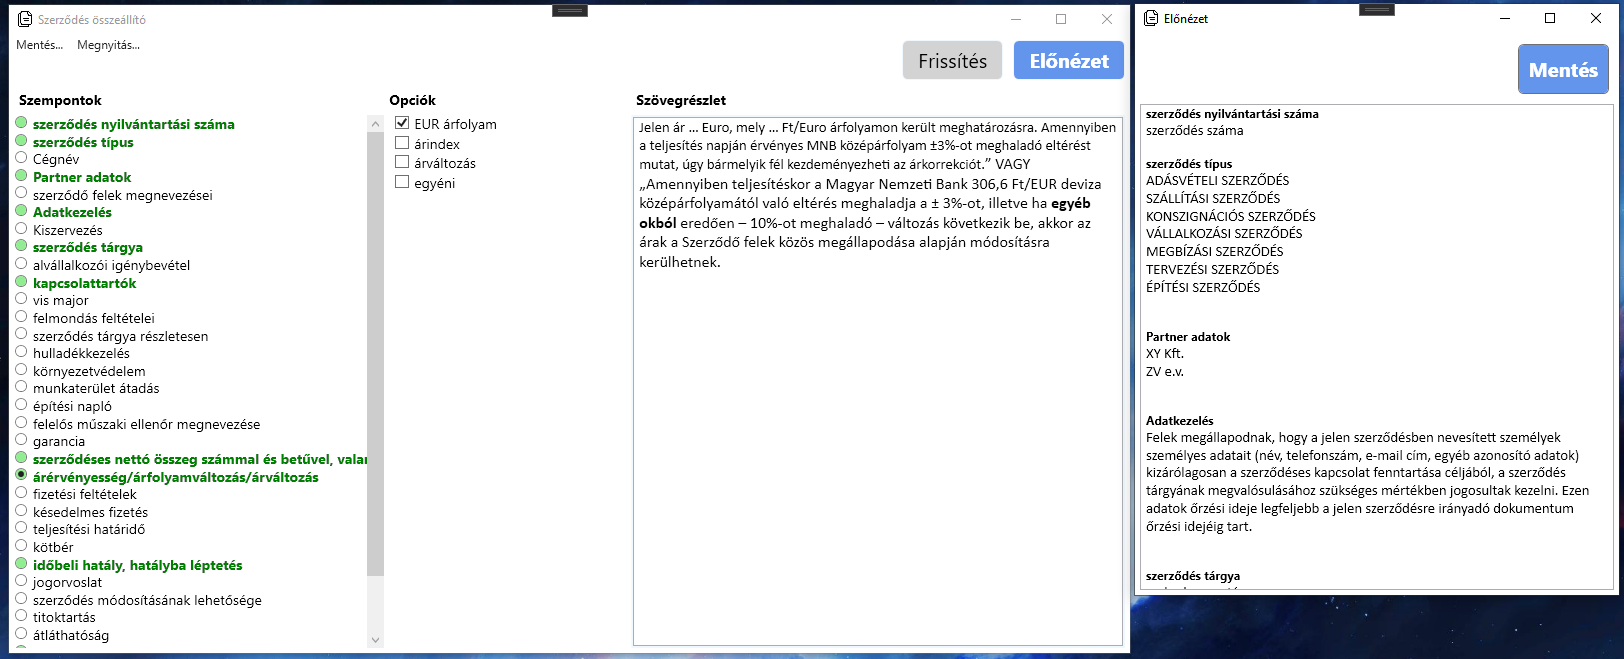 Szerződés összeállító
Mentés... Megnyitás...
Frissítés Előnézet
Szempontok
szerződés nyilvántartási száma
szerződés típus
Cégnév
Partner adatok
szerződő felek megnevezései
Adatkezelés
Kiszervezés
szerződés tárgya
alvállalkozói igénybevétel
kapcsolattartók
vis major
felmondás feltételei
szerződés tárgya részletesen
hulladékkezelés
környezetvédelem
munkaterület átadás
építési napló
felelős műszaki ellenőr megnevezése
garancia
szerződéses nettó összeg számmal és betűvel, valar
árérvényesség/árfolyamváltozás/árváltozás
fizetési feltételek
késedelmes fizetés
teljesítési határidő
kötbér
időbeli hatály, hatályba léptetés
jogorvoslat
szerződés módosításának lehetősége
titoktartás
átláthatóság
Opciók
EUR árfolyam
árindex
árváltozás
egyéni
Szövegrészlet
Jelen ár ... Euro, mely ... Ft/Euro árfolyamon került meghatározásra. Amennyiben
a teljesítés napján érvényes MNB középárfolyam ±3%-ot meghaladó eltérést
mutat, úgy bármelyik fél kezdeményezheti az árkorrekciót.” VAGY
„Amennyiben teljesítéskor a Magyar Nemzeti Bank 306,6 Ft/EUR deviza
középárfolyamától való eltérés meghaladja a ± 3%-ot, illetve ha egyéb
okból eredően – 10%-ot meghaladó – változás következik be, akkor az
árak a Szerződő felek közös megállapodása alapján módosításra
kerülhetnek.
Előnézet
Mentés
szerződés nyilvántartási száma
szerződés száma
szerződés típus
ADÁSVÉTELI SZERZŐDÉS
SZÁLLÍTÁSI SZERZŐDÉS
KONSZIGNÁCIÓS SZERZŐDÉS
VÁLLALKOZÁSI SZERZŐDÉS
MEGBÍZÁSI SZERZŐDÉS
TERVEZÉSI SZERZŐDÉS
ÉPÍTÉSI SZERZŐDÉS
Partner adatok
XY Kft.
ZV e.v.
Adatkezelés
Felek megállapodnak, hogy a jelen szerződésben nevesített személyek
személyes adatait (név, telefonszám, e-mail cím, egyéb azonosító adatok)
kizárólagosan a szerződéses kapcsolat fenntartása céljából, a szerződés
tárgyának megvalósulásához szükséges mértékben jogosultak kezelni. Ezen
adatok őrzési ideje legfeljebb a jelen szerződésre irányadó dokumentum
őrzési idejéig tart.
szerződés tárgya